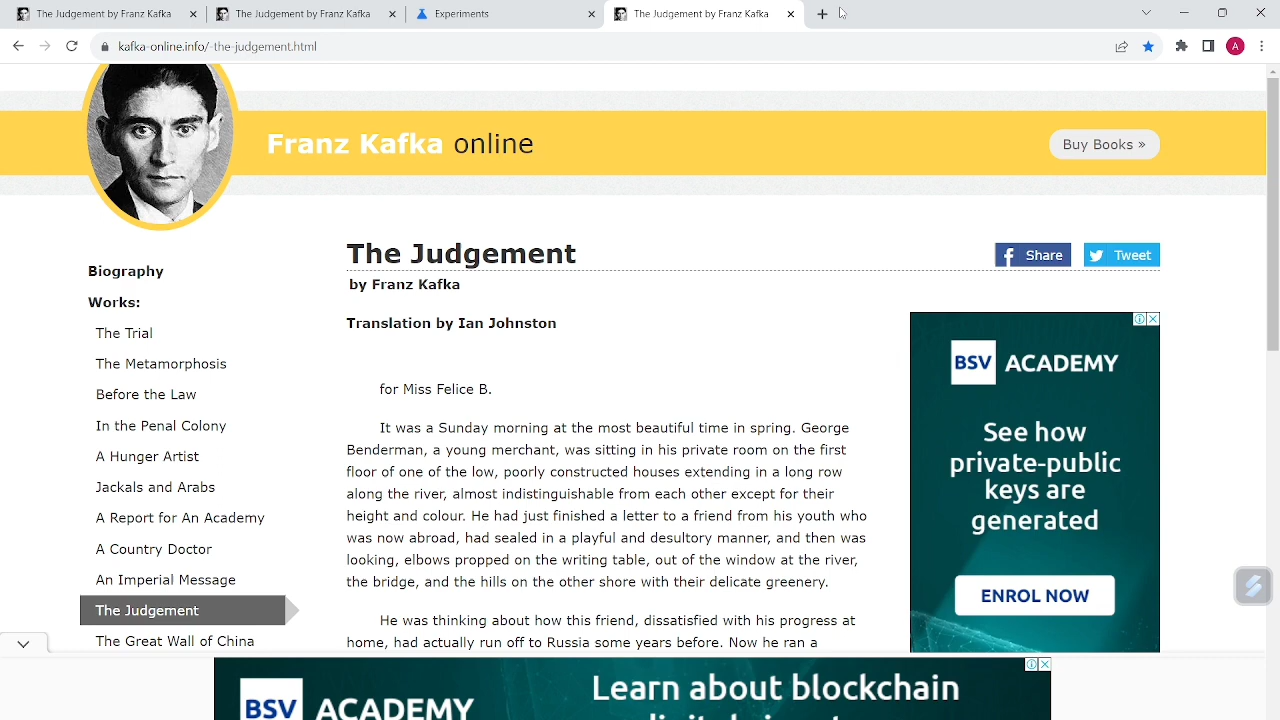 The Judgement by Franz Kafka
The Judgement by Franz Kafka
Experiments
The Judgement by Franz Kafka
kafka-online.info/-the-judgement.html
A
Franz Kafka online
Buy Books »
The Judgement
Share
Tweet
by Franz Kafka
Translation by Ian Johnston
Biography
Works:
The Trial
The Metamorphosis
Before the Law
In the Penal Colony
A Hunger Artist
Jackals and Arabs
A Report for An Academy
A Country Doctor
An Imperial Message
The Judgement
The Great Wall of China
for Miss Felice B.
It was a Sunday morning at the most beautiful time in spring. George
Benderman, a young merchant, was sitting in his private room on the first
floor of one of the low, poorly constructed houses extending in a long row
along the river, almost indistinguishable from each other except for their
height and colour. He had just finished a letter to a friend from his youth who
was now abroad, had sealed in a playful and desultory manner, and then was
looking, elbows propped on the writing table, out of the window at the river,
the bridge, and the hills on the other shore with their delicate greenery.
He was thinking about how this friend, dissatisfied with his progress at
home, had actually run off to Russia some years before. Now he ran a
BSV ACADEMY
See how
private-public
keys are
generated
ENROL NOW
BSV ACADEMY
Learn about blockchain